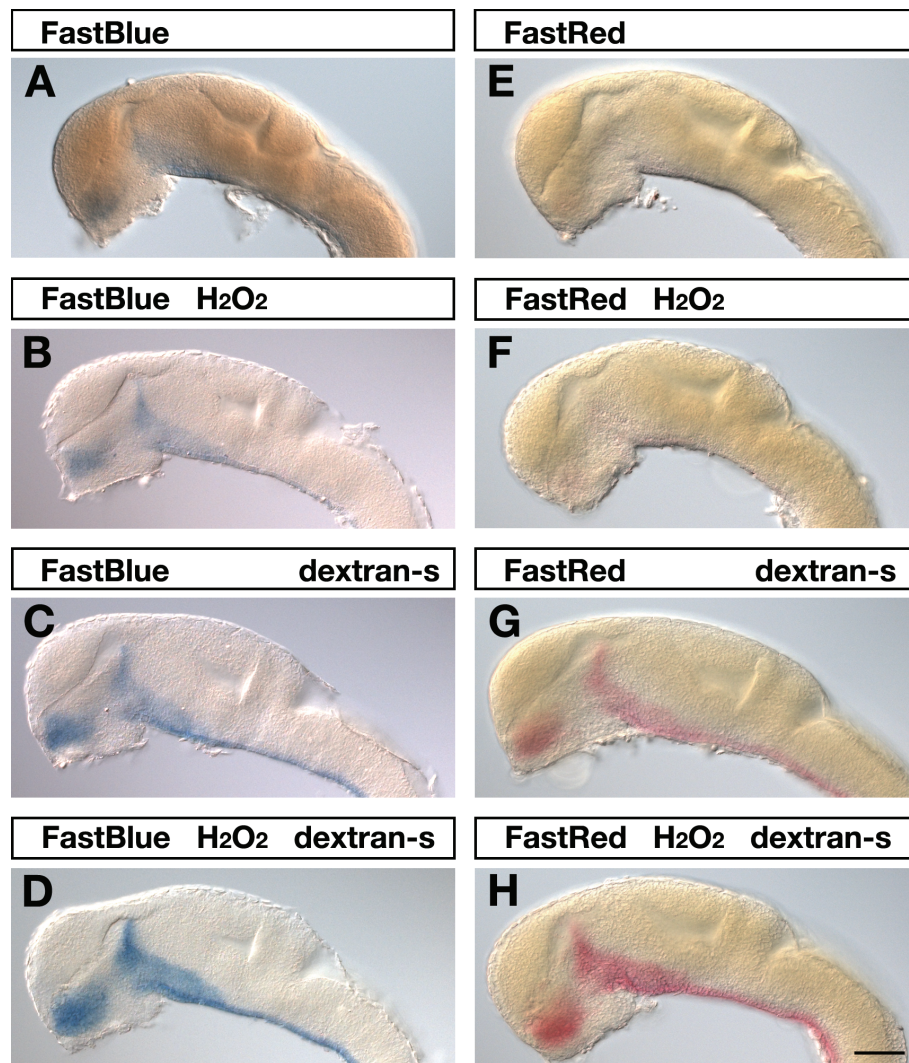 FastBlue
A
FastRed
E
FastBlue H2O2
B
FastRed H2O2
F
FastBlue dextran-s
C
FastRed dextran-s
G
FastBlue H2O2 dextran-s
D
FastRed H2O2 dextran-s
H